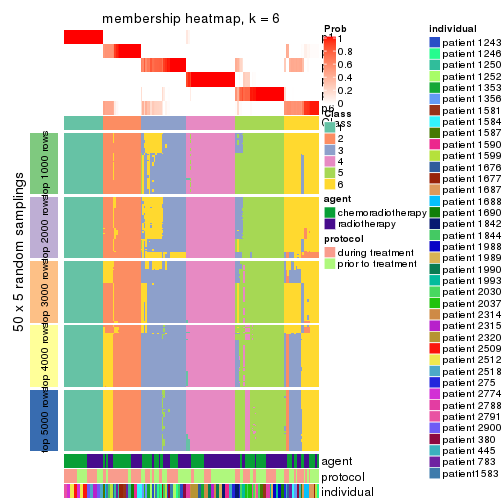 membership heatmap, k = 6
Prob
1
0.8
0.6
0.4
0.2
0
Class
1
2
3
4
5
6
agent
chemoradiotherapy
radiotherapy
protocol
during treatment
prior to treatment
individual
patient 1243
patient 1246
patient 1250
patient 1252
patient 1353
patient 1356
patient 1581
patient 1584
patient 1587
patient 1590
patient 1599
patient 1676
patient 1677
patient 1687
patient 1688
patient 1690
patient 1842
patient 1844
patient 1988
patient 1989
patient 1990
patient 1993
patient 2030
patient 2037
patient 2314
patient 2315
patient 2320
patient 2509
patient 2512
patient 2518
patient 275
patient 2774
patient 2788
patient 2791
patient 2900
patient 380
patient 445
patient 783
patient1583
50 x 5 random samplings
top 1000 rows
top 2000 rows
top 3000 rows
top 4000 rows
top 5000 rows
Class
agent
protocol
individual